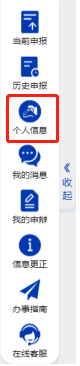 当前申报
历史申报
个人信息
我的消息
《
收
起
我的申辩
信息更正
办事指南
在线客服